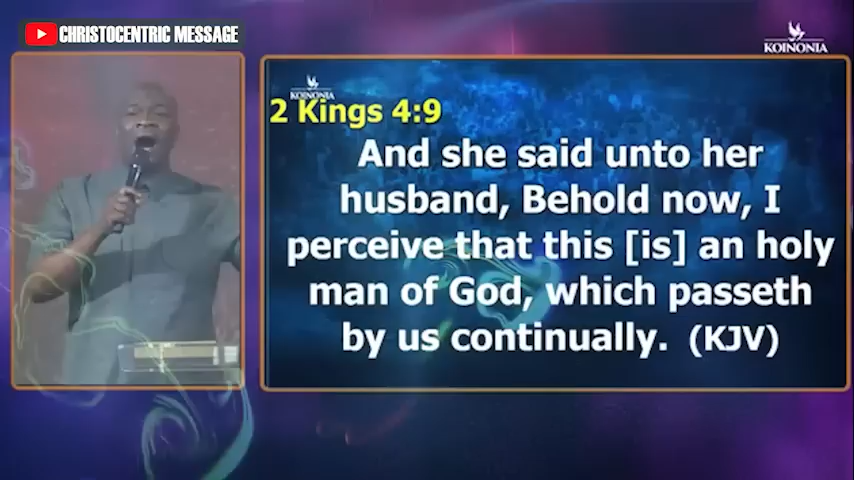 CHRISTOCENTRIC MESSAGE
KOINONIA
KOINONIA
2 Kings 4:9
And she said unto her
husband, Behold now, I
perceive that this [is] an holy
man of God, which passeth
by us continually. (KJV)